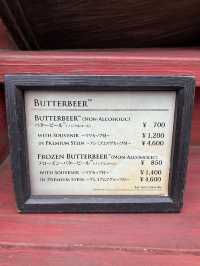 BUTTERBEER™
BUTTERBEER™ (NON-ALCOHOLIC) ¥ 700
バタービール™(ノンアルコール)
WITH SOUVENIR ~マグカップ付~ ¥ 1,200
IN PREMIUM STEIN ~プレミアムマグカップ付~ ¥ 4,600
FROZEN BUTTERBEER™ (NON-ALCOHOLIC) ¥ 850
フローズン・バタービール™(ノンアルコール)
WITH SOUVENIR ~マグカップ付~ ¥ 1,400
IN PREMIUM STEIN ~プレミアムマグカップ付~ ¥ 4,600